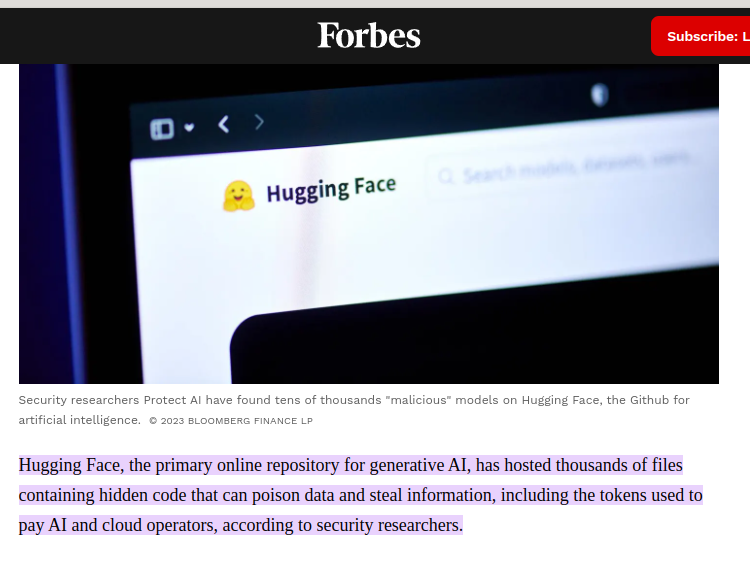 Forbes
Subscribe: L
Hugging Face
Search models, datasets, users...
Security researchers Protect AI have found tens of thousands "malicious" models on Hugging Face, the Github for
artificial intelligence. © 2023 BLOOMBERG FINANCE LP
Hugging Face, the primary online repository for generative AI, has hosted thousands of files
containing hidden code that can poison data and steal information, including the tokens used to
pay AI and cloud operators, according to security researchers.